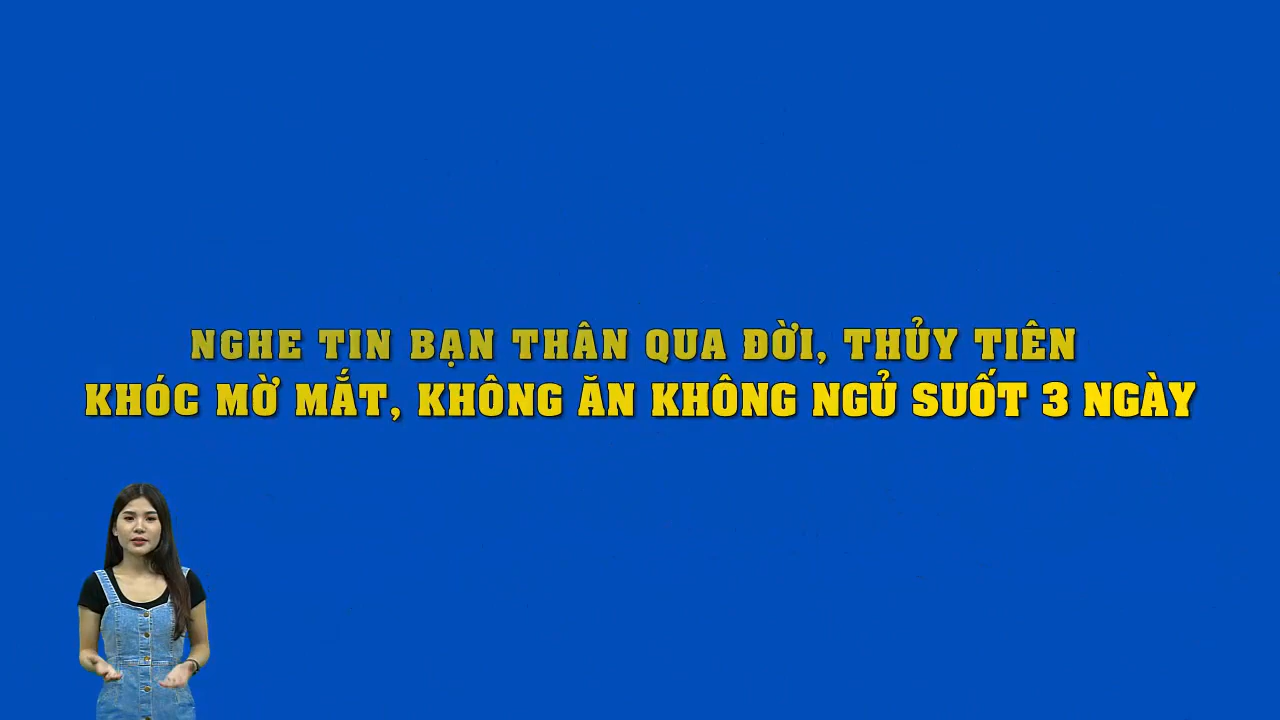 NGHE TIN BẠN THÂN QUA ĐỜI, THỦY TIÊN
KHÓC MỜ MẮT, KHÔNG ĂN KHÔNG NGỦ SUỐT 3 NGÀY